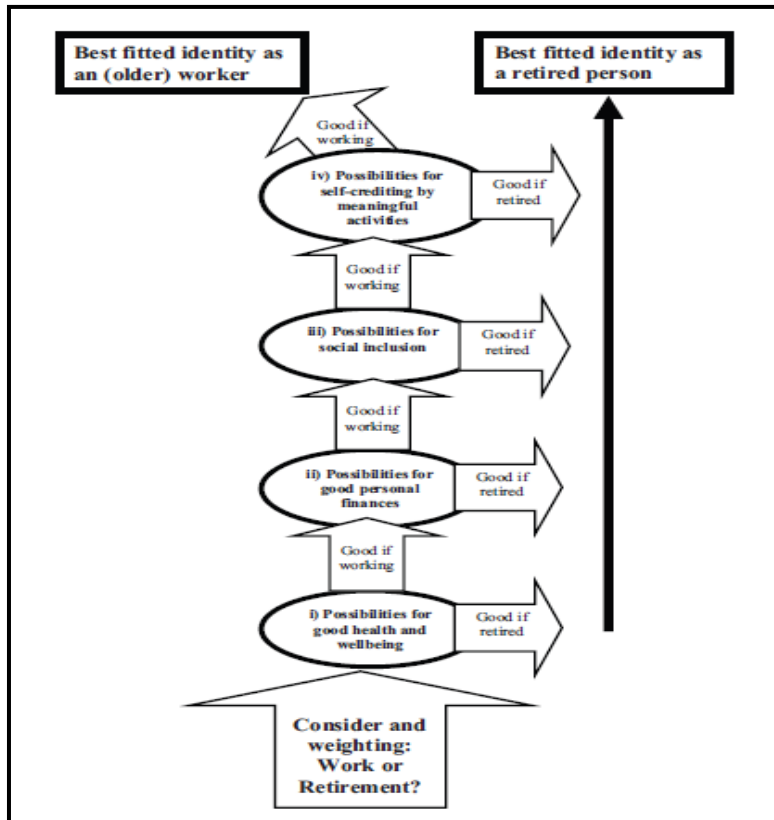 Best fitted identity as
an (older) worker
Best fitted identity as
a retired person
Good if
working
iv) Possibilities for
self-crediting by
meaningful
activities
Good if
retired
Good if
working
iii) Possibilities for
social inclusion
Good if
retired
Good if
working
ii) Possibilities for
good personal
finances
Good if
retired
Good if
working
i) Possibilities for
good health and
wellbeing
Good if
retired
Consider and
weighting:
Work or
Retirement?